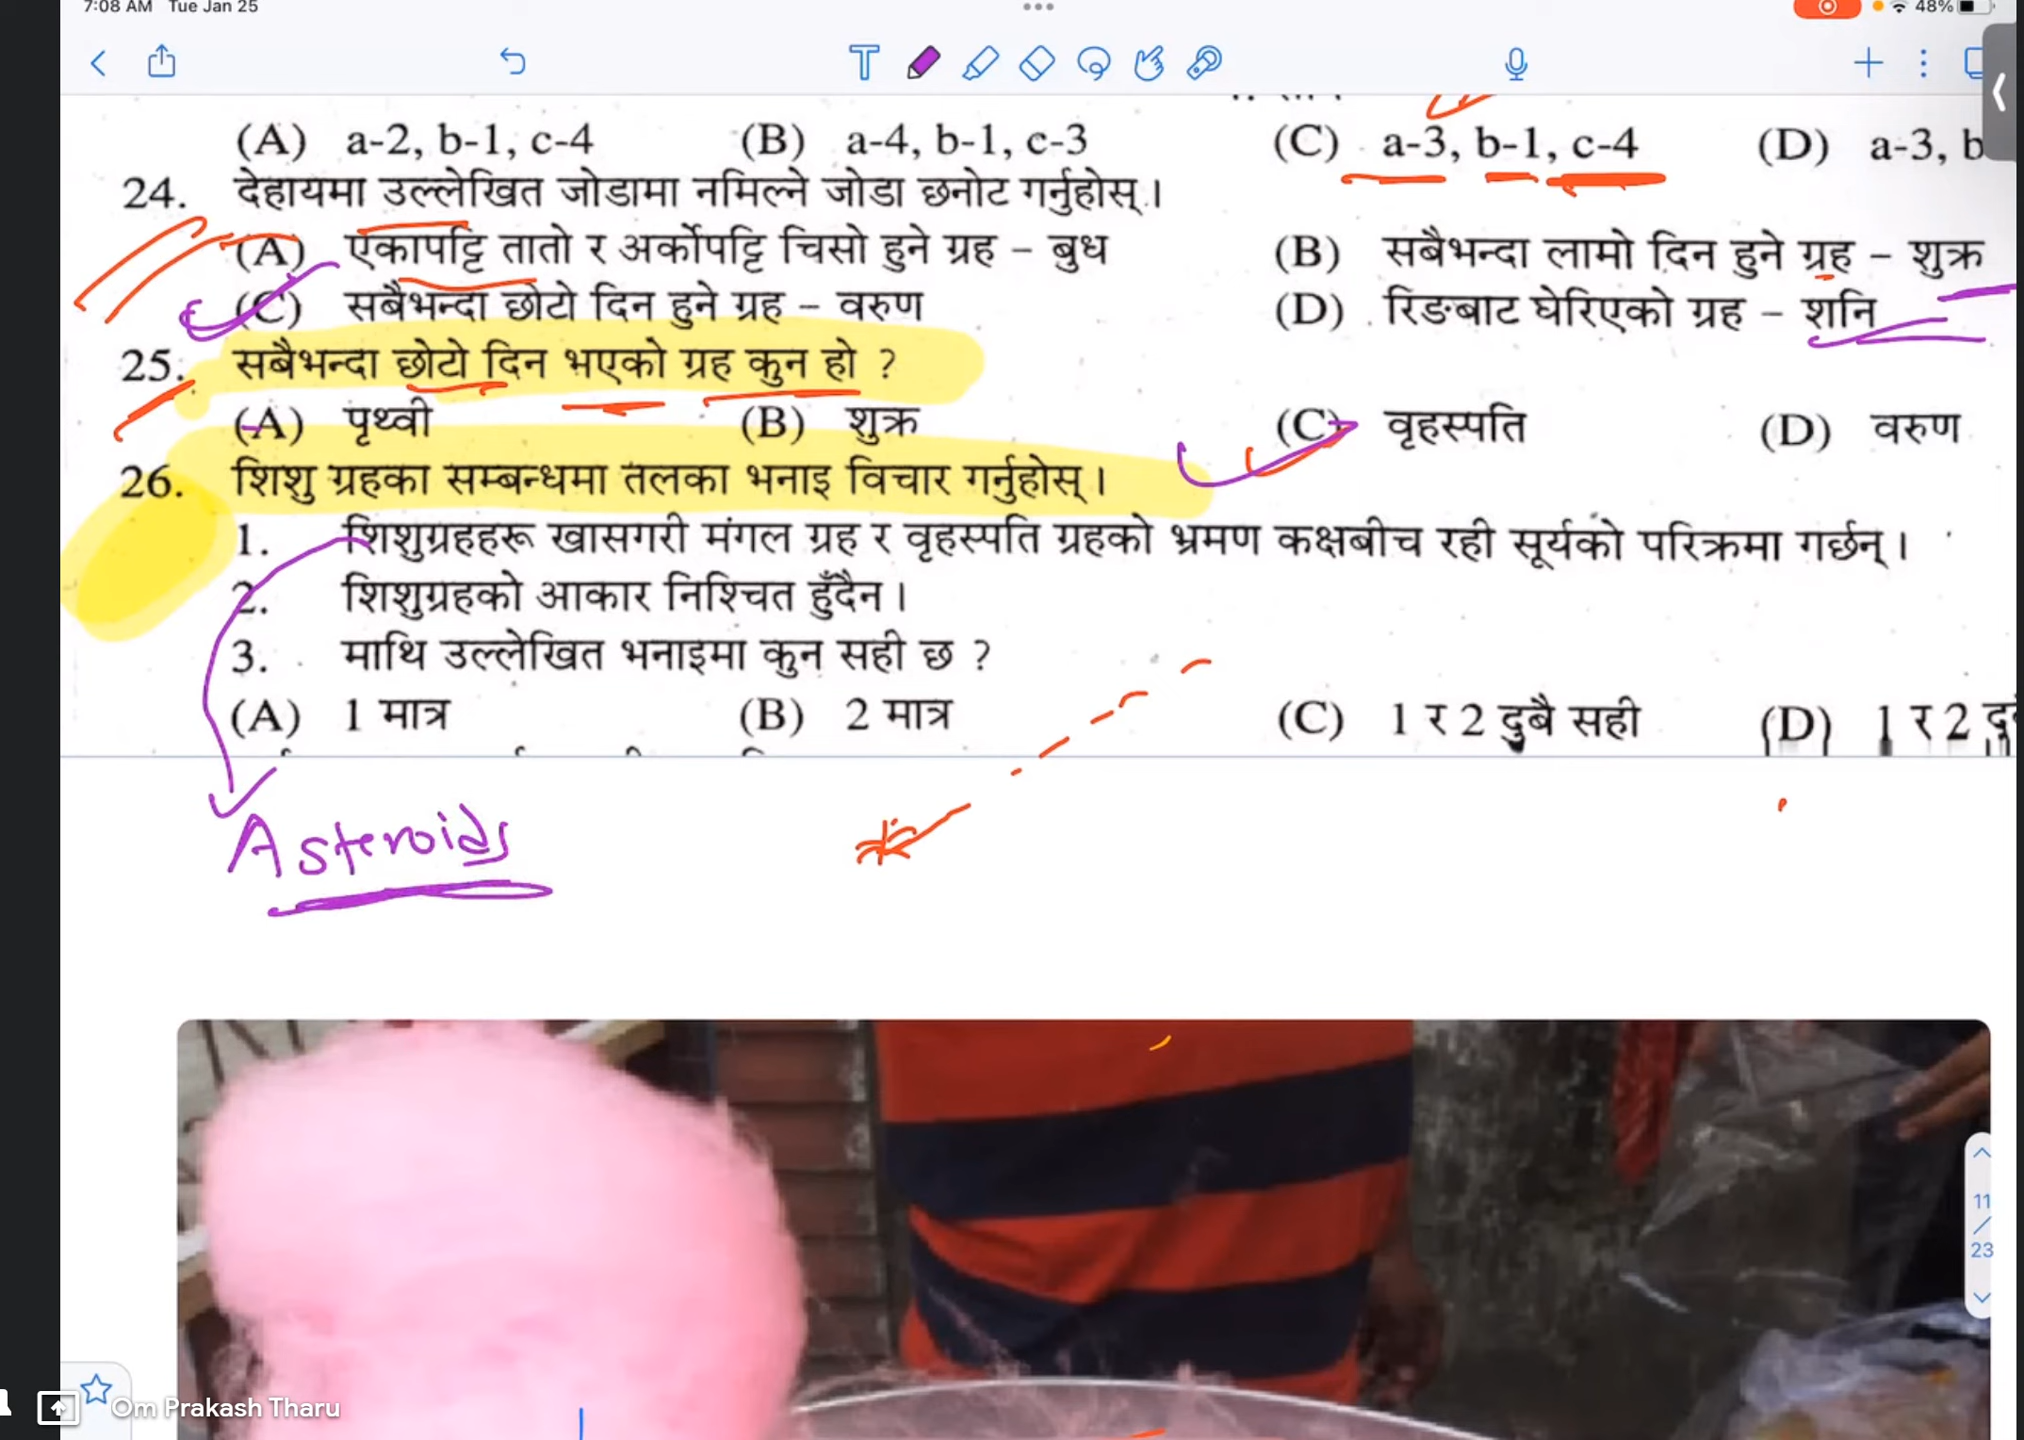 7:08 AM Tue Jan 25
48%
(A) a-2, b-1, c-4 (B) a-4, b-1, c-3 (C) a-3, b-1, c-4 (D) a-3, b
24. देहायमा उल्लेखित जोडामा नमिल्ने जोडा छनोट गर्नुहोस् ।
(A) एकापट्टि तातो र अर्कोपट्टि चिसो हुने ग्रह – बुध (B) सबैभन्दा लामो दिन हुने ग्रह – शुक्र
(C) सबैभन्दा छोटो दिन हुने ग्रह – वरुण (D) रिङबाट घेरिएको ग्रह – शनि
25. सबैभन्दा छोटो दिन भएको ग्रह कुन हो ?
(A) पृथ्वी (B) शुक्र (C) वृहस्पति (D) वरुण
26. शिशु ग्रहका सम्बन्धमा तलका भनाइ विचार गर्नुहोस् ।
1. शिशुग्रहहरू खासगरी मंगल ग्रह र वृहस्पति ग्रहको भ्रमण कक्षबीच रही सूर्यको परिक्रमा गर्छन् ।
2. शिशुग्रहको आकार निश्चित हुँदैन ।
3. माथि उल्लेखित भनाइमा कुन सही छ ?
(A) 1 मात्र (B) 2 मात्र (C) 1 र 2 दुबै सही (D) 1 र 2
Asteroids
11
/
23
Om Prakash Tharu